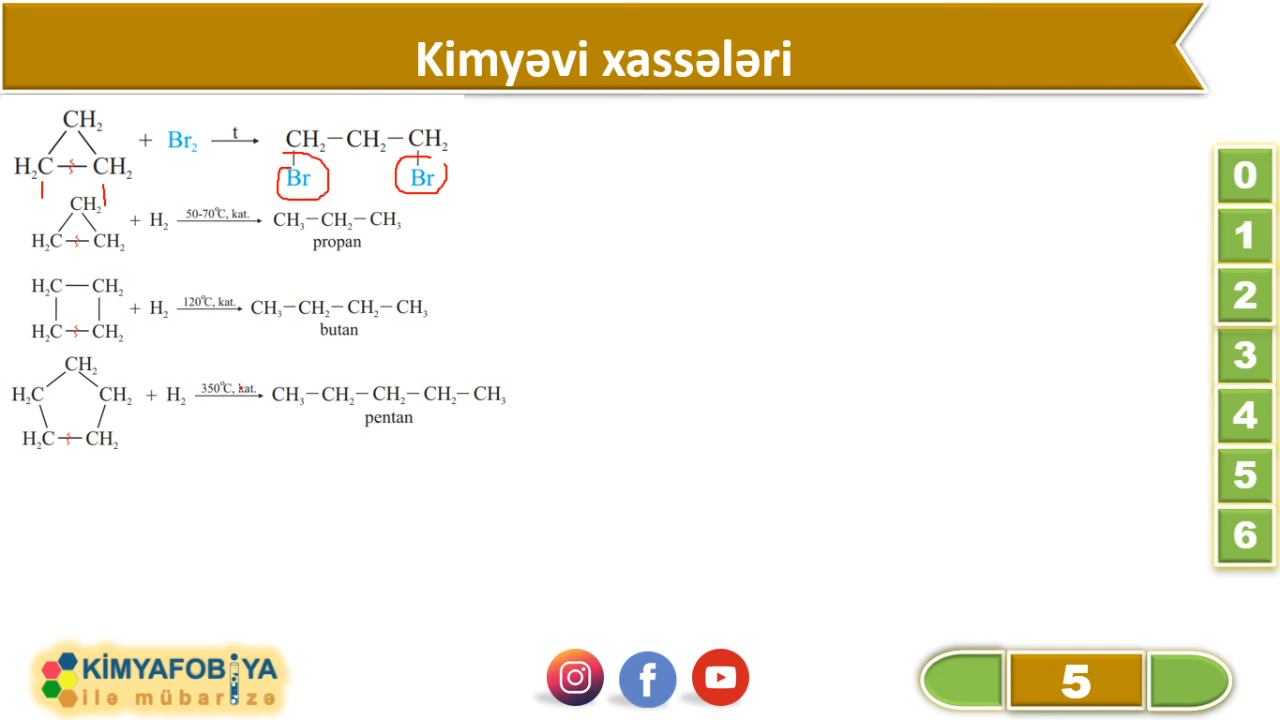 Kimyəvi xassələri
CH₂
H₂C CH₂ + Br₂ t CH₂–CH₂–CH₂
Br Br
CH₂
H₂C CH₂ + H₂ 50-70°C, kat. CH₃–CH₂–CH₃
propan
H₂C CH₂
H₂C CH₂ + H₂ 120°C, kat. CH₃–CH₂–CH₂–CH₃
butan
CH₂
H₂C CH₂ + H₂ 350°C, kat. CH₃–CH₂–CH₂–CH₂–CH₃
H₂C CH₂
pentan
0
1
2
3
4
5
6
KİMYAFOBİYA
ilə mübarizə
5